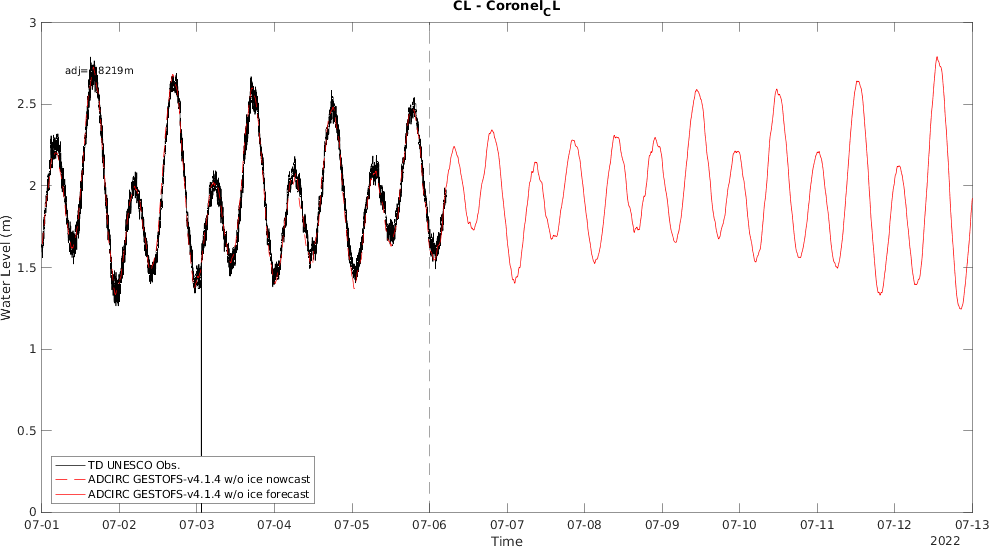 CL - Coronel_CL
3
2.5
2
1.5
1
0.5
0
Water Level (m)
TD UNESCO Obs.
ADCIRC GESTOFS-v4.1.4 w/o ice nowcast
ADCIRC GESTOFS-v4.1.4 w/o ice forecast
07-01 07-02 07-03 07-04 07-05 07-06 07-07 07-08 07-09 07-10 07-11 07-12 07-13
Time
2022